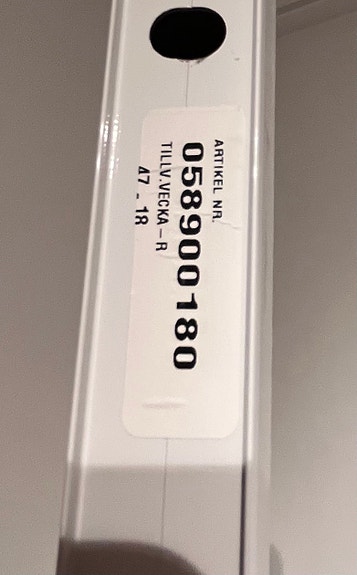 ARTIKEL NR.
058900180
TILLV.VECKA – R
47 - 18